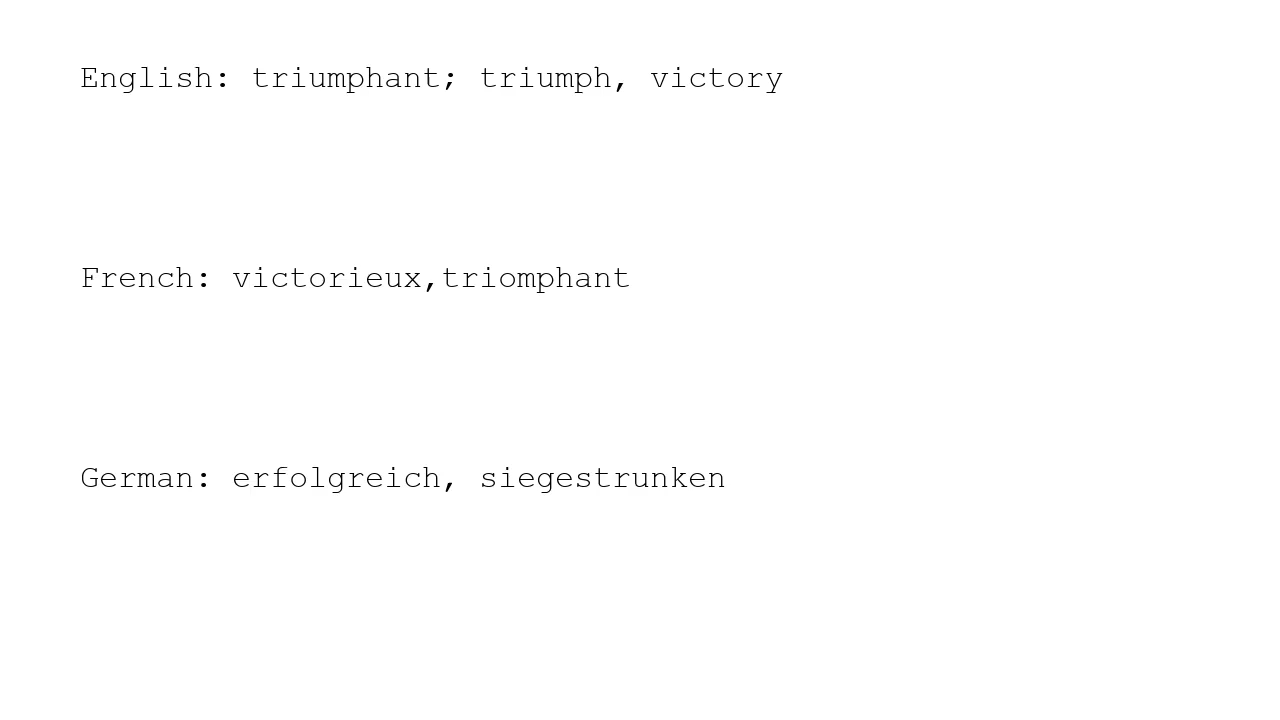 English: triumphant; triumph, victory
French: victorieux,triomphant
German: erfolgreich, siegestrunken